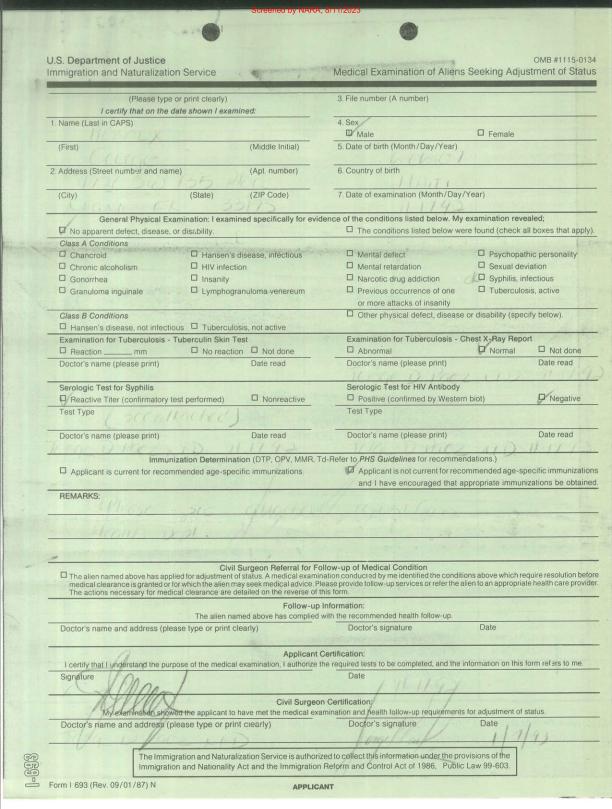 Screened by NARA, 8/11/2023
U.S. Department of Justice
Immigration and Naturalization Service
OMB #1115-0134
Medical Examination of Aliens Seeking Adjustment of Status
(Please type or print clearly)
I certify that on the date shown I examined:
3. File number (A number)
1. Name (Last in CAPS)
4. Sex
Male
Female
(First)
(Middle Initial)
5. Date of birth (Month/Day/Year)
2. Address (Street number and name)
(Apt. number)
6. Country of birth
(City)
(State)
(ZIP Code)
7. Date of examination (Month/Day/Year)
General Physical Examination: I examined specifically for evidence of the conditions listed below. My examination revealed;
No apparent defect, disease, or disability.
The conditions listed below were found (check all boxes that apply).
Class A Conditions
Chancroid
Hansen's disease, infectious
Mental defect
Psychopathic personality
Chronic alcoholism
HIV infection
Mental retardation
Sexual deviation
Gonorrhea
Insanity
Narcotic drug addiction
Syphilis, infectious
Granuloma inguinale
Lymphogranuloma venereum
Previous occurrence of one
or more attacks of insanity
Tuberculosis, active
Class B Conditions
Other physical defect, disease or disability (specify below).
Hansen's disease, not infectious
Tuberculosis, not active
Examination for Tuberculosis - Tuberculin Skin Test
Examination for Tuberculosis - Chest X-Ray Report
Reaction ______ mm
No reaction
Not done
Abnormal
Normal
Not done
Doctor's name (please print)
Date read
Doctor's name (please print)
Date read
Serologic Test for Syphilis
Serologic Test for HIV Antibody
Reactive Titer (confirmatory test performed)
Nonreactive
Positive (confirmed by Western blot)
Negative
Test Type
Test Type
Doctor's name (please print)
Date read
Doctor's name (please print)
Date read
Immunization Determination (DTP, OPV, MMR, Td-Refer to PHS Guidelines for recommendations.)
Applicant is current for recommended age-specific immunizations
Applicant is not current for recommended age-specific immunizations
and I have encouraged that appropriate immunizations be obtained.
REMARKS:
Civil Surgeon Referral for Follow-up of Medical Condition
The alien named above has applied for adjustment of status. A medical examination conducted by me identified the conditions above which require resolution before
medical clearance is granted or for which the alien may seek medical advice. Please provide follow-up services or refer the alien to an appropriate health care provider.
The actions necessary for medical clearance are detailed on the reverse of this form.
Follow-up Information:
The alien named above has complied with the recommended health follow-up.
Doctor's name and address (please type or print clearly)
Doctor's signature
Date
Applicant Certification:
I certify that I understand the purpose of the medical examination, I authorize the required tests to be completed, and the information on this form refers to me.
Signature
Date
Civil Surgeon Certification:
My examination showed the applicant to have met the medical examination and health follow-up requirements for adjustment of status.
Doctor's name and address (please type or print clearly)
Doctor's signature
Date
The Immigration and Naturalization Service is authorized to collect this information under the provisions of the
Immigration and Nationality Act and the Immigration Reform and Control Act of 1986, Public Law 99-603.
Form I 693 (Rev. 09/01/87) N
APPLICANT